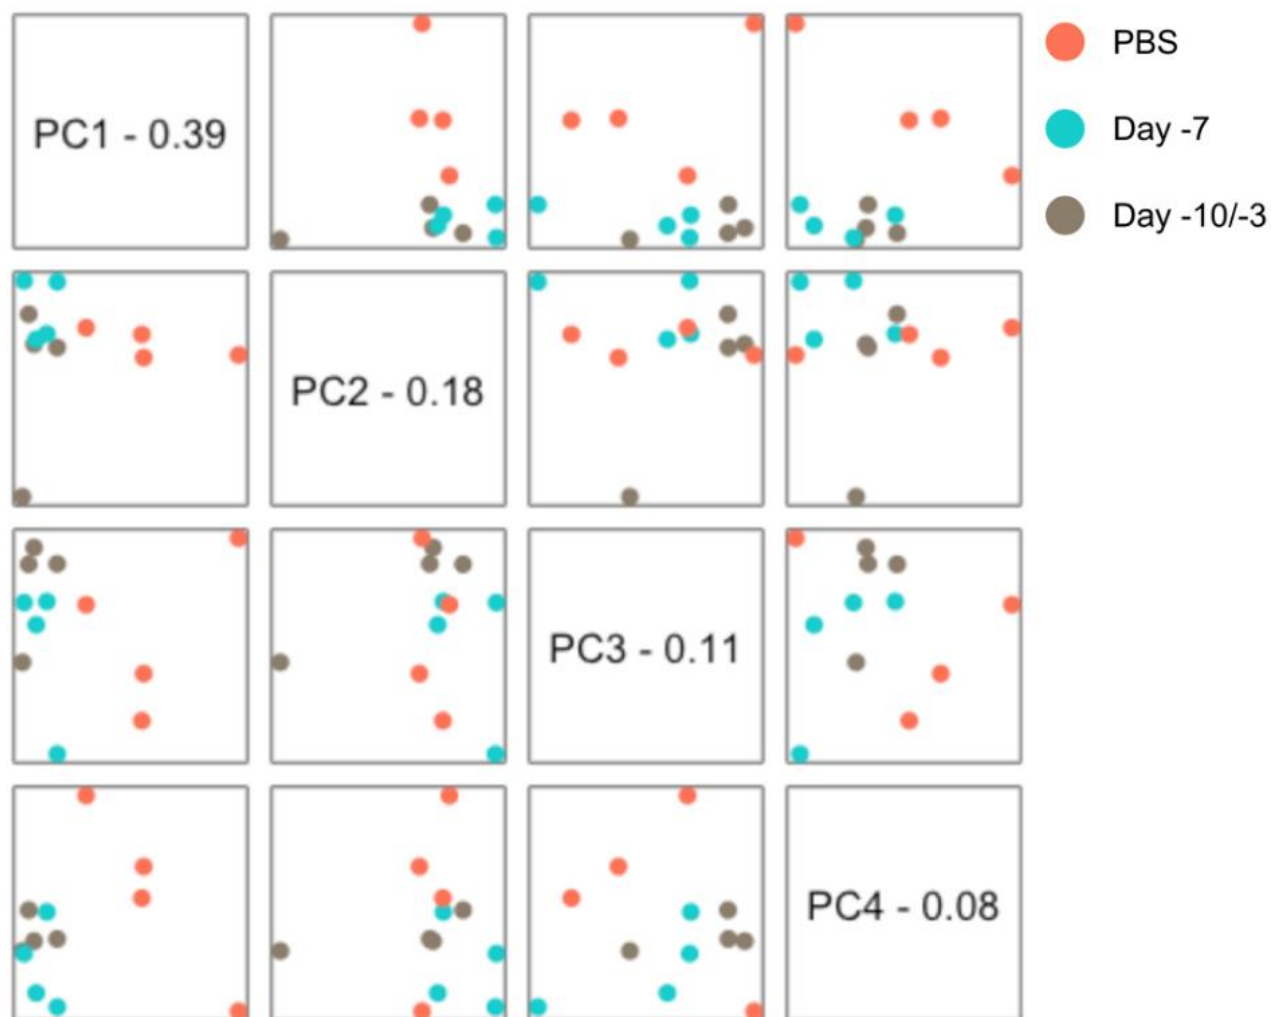 PBS
PC1 - 0.39
Day -7
Day -10/-3
PC2 - 0.18
PC3 - 0.11
PC4 - 0.08